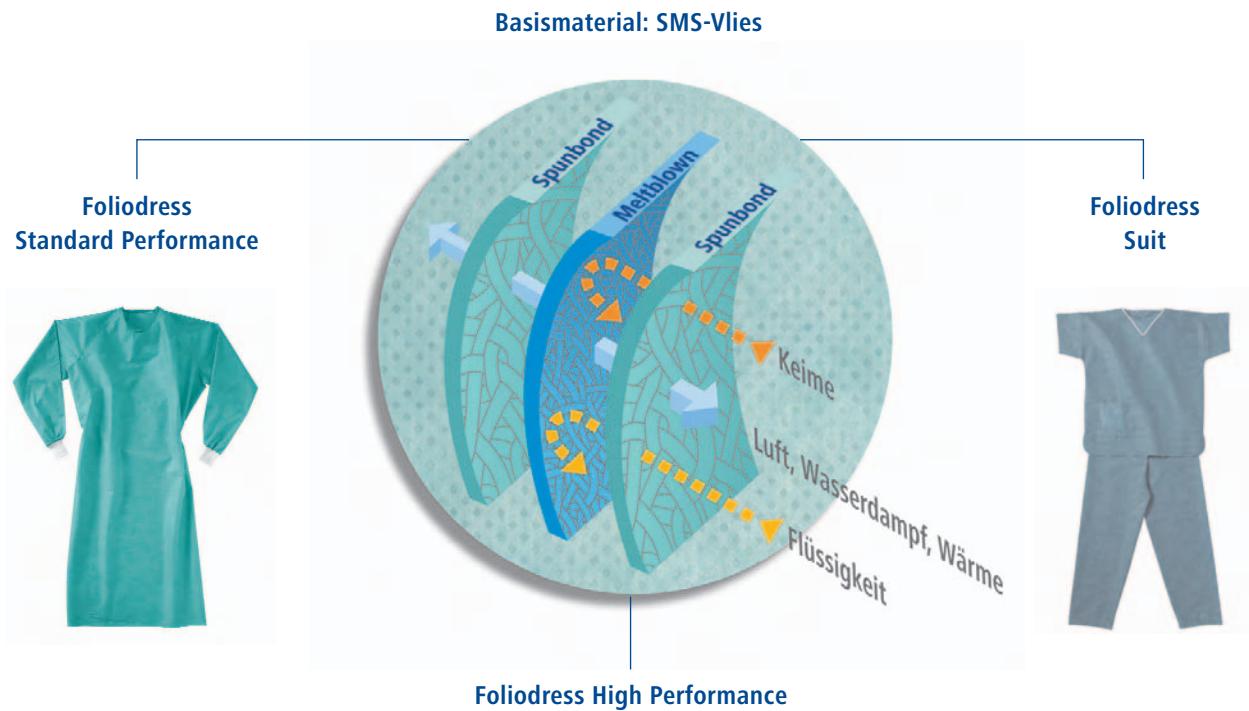 Basismaterial: SMS-Vlies
Foliodress
Standard Performance
Spunbond
Meltblown
Spunbond
Keime
Luft, Wasserdampf, Wärme
Flüssigkeit
Foliodress
Suit
Foliodress High Performance